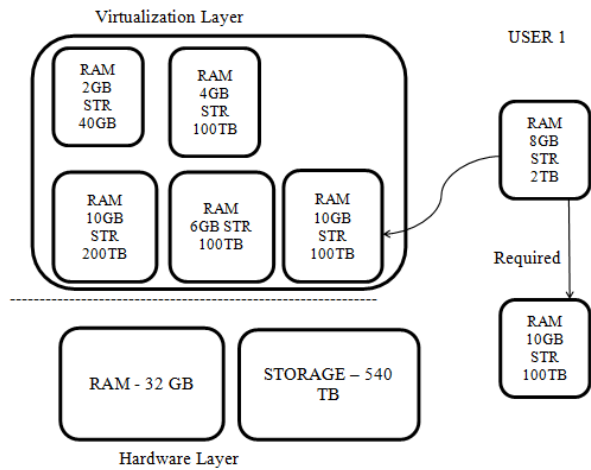 Virtualization Layer
USER 1
RAM
2GB
STR
40GB
RAM
4GB
STR
100TB
RAM
8GB
STR
2TB
RAM
10GB
STR
200TB
RAM
6GB STR
100TB
RAM
10GB
STR
100TB
Required
RAM
10GB
STR
100TB
RAM - 32 GB
STORAGE – 540
TB
Hardware Layer